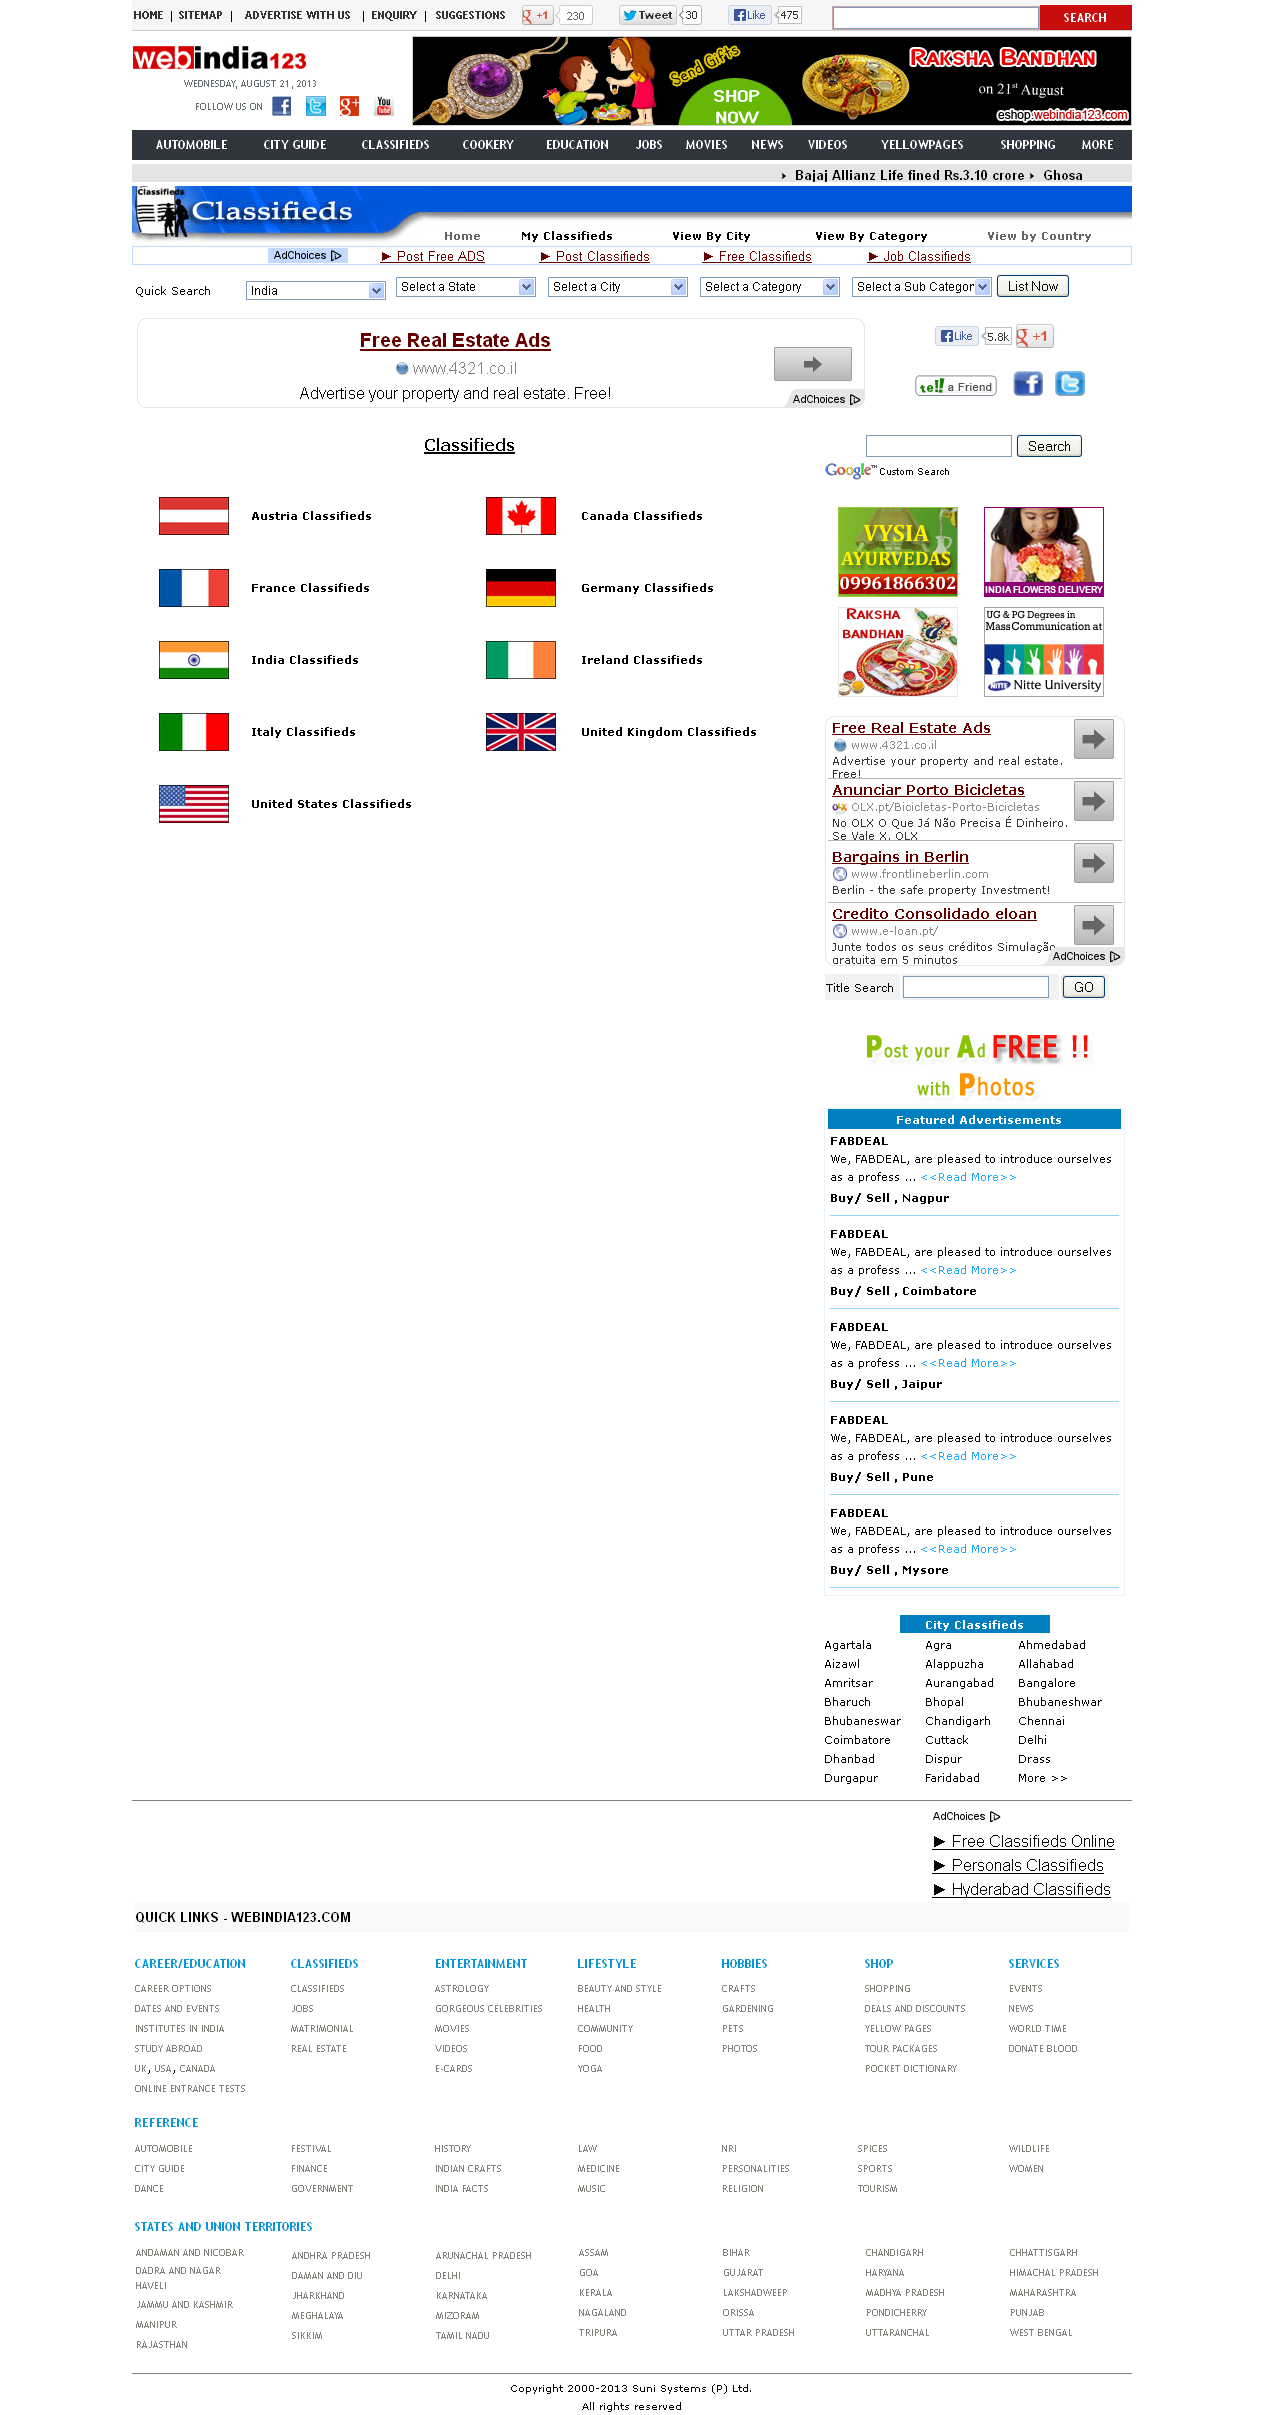 HOME | SITEMAP | ADVERTISE WITH US | ENQUIRY | SUGGESTIONS +1 230 Tweet 30 Like 475 SEARCH
webindia123
WEDNESDAY, AUGUST 21, 2013
FOLLOW US ON You Tube
Send Gifts
SHOP NOW
RAKSHA BANDHAN
on 21st August
eshop.webindia123.com
AUTOMOBILE CITY GUIDE CLASSIFIEDS COOKERY EDUCATION JOBS MOVIES NEWS VIDEOS YELLOWPAGES SHOPPING MORE
Bajaj Allianz Life fined Rs.3.10 crore Ghosa
Classifieds
Classifieds
Home My Classifieds View By City View By Category View by Country
AdChoices ► Post Free ADS ► Post Classifieds ► Free Classifieds ► Job Classifieds
Quick Search India Select a State Select a City Select a Category Select a Sub Categor List Now
Free Real Estate Ads
www.4321.co.il
Advertise your property and real estate. Free!
AdChoices
Like 5.8k +1
tell a Friend
Classifieds
Search
Google™ Custom Search
Austria Classifieds Canada Classifieds
France Classifieds Germany Classifieds
India Classifieds Ireland Classifieds
Italy Classifieds United Kingdom Classifieds
United States Classifieds
VYSIA
AYURVEDAS
09961866302
INDIA FLOWERS DELIVERY
RAKSHA
BANDHAN
UG & PG Degrees in
Mass Communication at
NITTE Nitte University
Free Real Estate Ads
www.4321.co.il
Advertise your property and real estate.
Free!
Anunciar Porto Bicicletas
OLX.pt/Bicicletas-Porto-Bicicletas
No OLX O Que Já Não Precisa É Dinheiro.
Se Vale X. OLX
Bargains in Berlin
www.frontlineberlin.com
Berlin - the safe property Investment!
Credito Consolidado eloan
www.e-loan.pt/
Junte todos os seus créditos Simulação
gratuita em 5 minutos
AdChoices
Title Search GO
Post your Ad FREE !!
with Photos
Featured Advertisements
FABDEAL
We, FABDEAL, are pleased to introduce ourselves
as a profess ... <<Read More>>
Buy/ Sell , Nagpur
FABDEAL
We, FABDEAL, are pleased to introduce ourselves
as a profess ... <<Read More>>
Buy/ Sell , Coimbatore
FABDEAL
We, FABDEAL, are pleased to introduce ourselves
as a profess ... <<Read More>>
Buy/ Sell , Jaipur
FABDEAL
We, FABDEAL, are pleased to introduce ourselves
as a profess ... <<Read More>>
Buy/ Sell , Pune
FABDEAL
We, FABDEAL, are pleased to introduce ourselves
as a profess ... <<Read More>>
Buy/ Sell , Mysore
City Classifieds
Agartala Agra Ahmedabad
Aizawl Alappuzha Allahabad
Amritsar Aurangabad Bangalore
Bharuch Bhopal Bhubaneshwar
Bhubaneswar Chandigarh Chennai
Coimbatore Cuttack Delhi
Dhanbad Dispur Drass
Durgapur Faridabad More >>
AdChoices
► Free Classifieds Online
► Personals Classifieds
► Hyderabad Classifieds
QUICK LINKS - WEBINDIA123.COM
CAREER/EDUCATION CLASSIFIEDS ENTERTAINMENT LIFESTYLE HOBBIES SHOP SERVICES
CAREER OPTIONS CLASSIFIEDS ASTROLOGY BEAUTY AND STYLE CRAFTS SHOPPING EVENTS
DATES AND EVENTS JOBS GORGEOUS CELEBRITIES HEALTH GARDENING DEALS AND DISCOUNTS NEWS
INSTITUTES IN INDIA MATRIMONIAL MOVIES COMMUNITY PETS YELLOW PAGES WORLD TIME
STUDY ABROAD REAL ESTATE VIDEOS FOOD PHOTOS TOUR PACKAGES DONATE BLOOD
UK, USA, CANADA E-CARDS YOGA POCKET DICTIONARY
ONLINE ENTRANCE TESTS
REFERENCE
AUTOMOBILE FESTIVAL HISTORY LAW NRI SPICES WILDLIFE
CITY GUIDE FINANCE INDIAN CRAFTS MEDICINE PERSONALITIES SPORTS WOMEN
DANCE GOVERNMENT INDIA FACTS MUSIC RELIGION TOURISM
STATES AND UNION TERRITORIES
ANDAMAN AND NICOBAR ANDHRA PRADESH ARUNACHAL PRADESH ASSAM BIHAR CHANDIGARH CHHATTISGARH
DADRA AND NAGAR
HAVELI DAMAN AND DIU DELHI GOA GUJARAT HARYANA HIMACHAL PRADESH
JAMMU AND KASHMIR JHARKHAND KARNATAKA KERALA LAKSHADWEEP MADHYA PRADESH MAHARASHTRA
MANIPUR MEGHALAYA MIZORAM NAGALAND ORISSA PONDICHERRY PUNJAB
RAJASTHAN SIKKIM TAMIL NADU TRIPURA UTTAR PRADESH UTTARANCHAL WEST BENGAL
Copyright 2000-2013 Suni Systems (P) Ltd.
All rights reserved